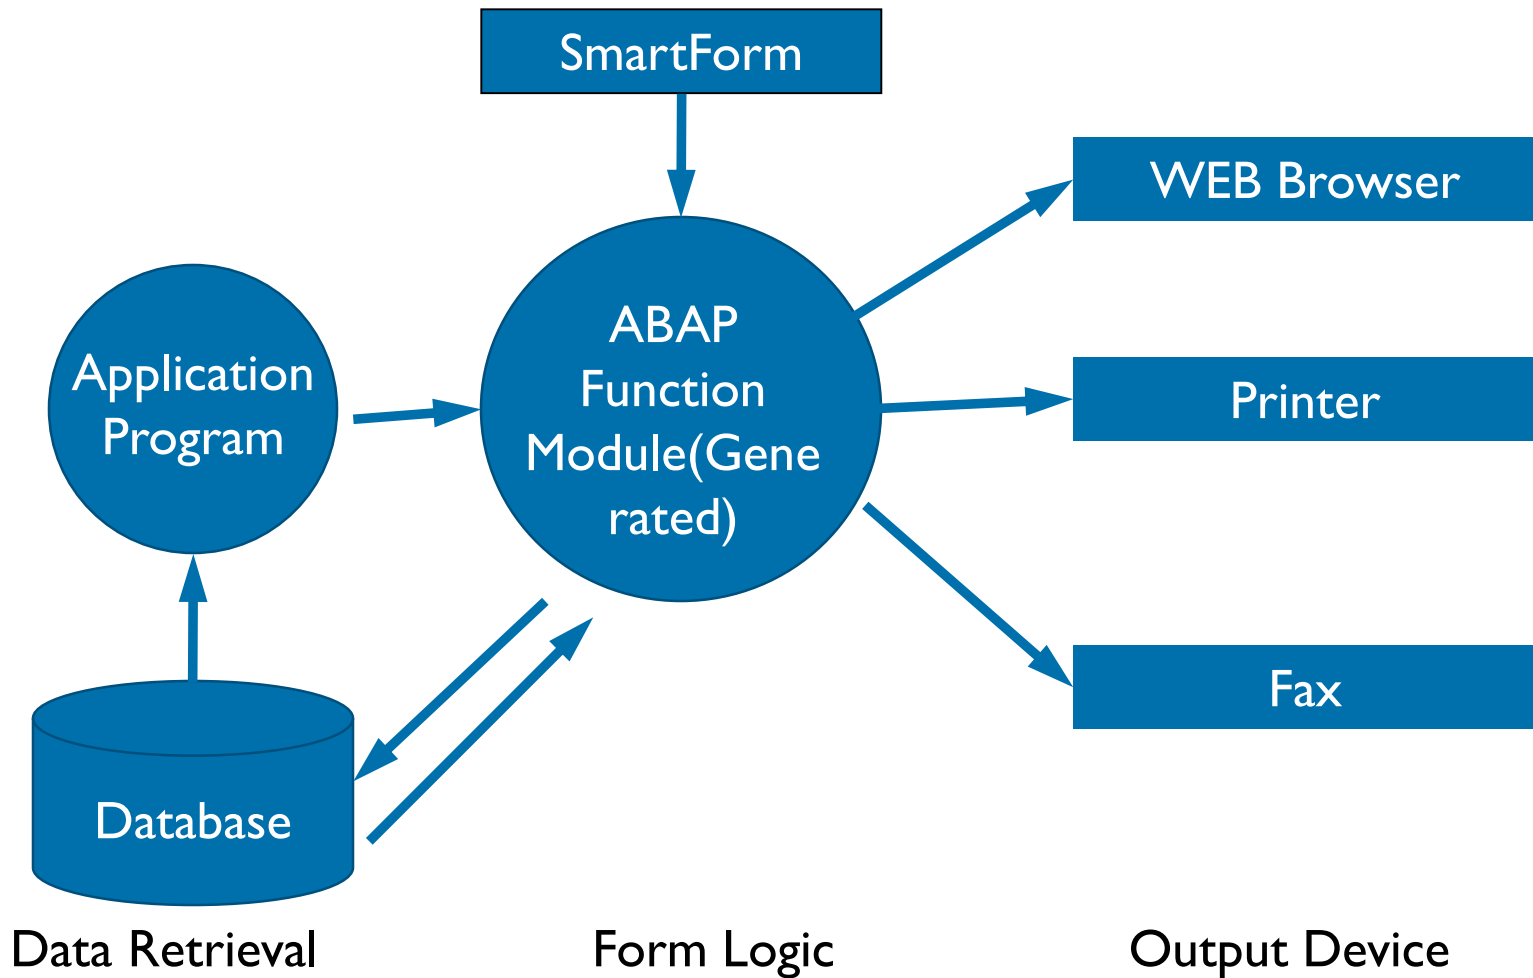 SmartForm
WEB Browser
ABAP
Function
Module(Gene
rated)
Application
Program
Printer
Fax
Database
Data Retrieval
Form Logic
Output Device